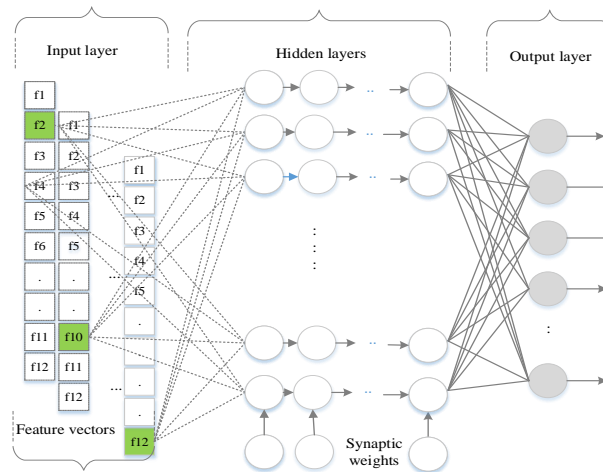 Input layer
Hidden layers
Output layer
f1
f2
f3
f4
f5
f6
.
.
f11
f12
f1
f2
f3
f4
f5
.
.
f10
f11
f12
...
...
...
f1
f2
f3
f4
f5
.
.
.
f12
..
..
..
:
:
..
..
:
Feature vectors
Synaptic
weights